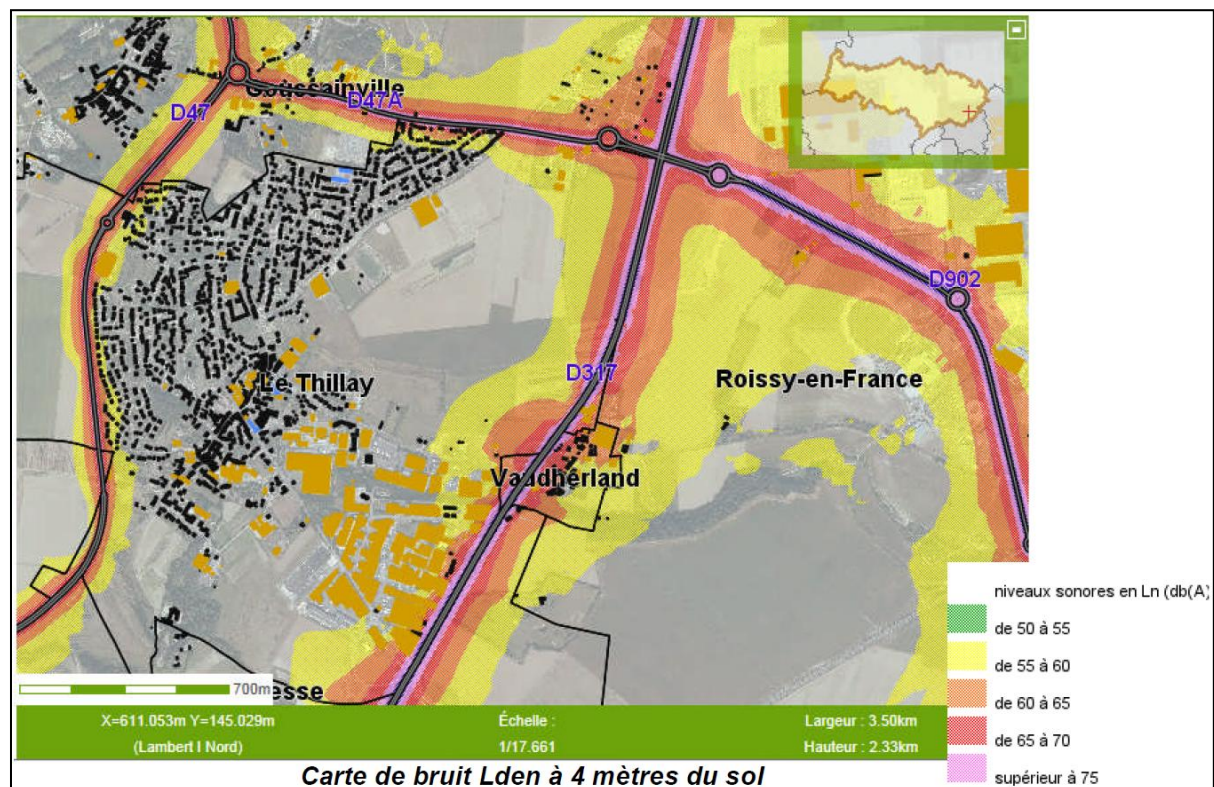 Goussainville
D47
D47A
D902
Le Thillay
D317
Roissy-en-France
Vaudherland
700m
esse
X=611.053m Y=145.029m
(Lambert I Nord)
Échelle :
1/17.661
Largeur : 3.50km
Hauteur : 2.33km
niveaux sonores en Ln (db(A)
de 50 à 55
de 55 à 60
de 60 à 65
de 65 à 70
supérieur à 75
Carte de bruit Lden à 4 mètres du sol